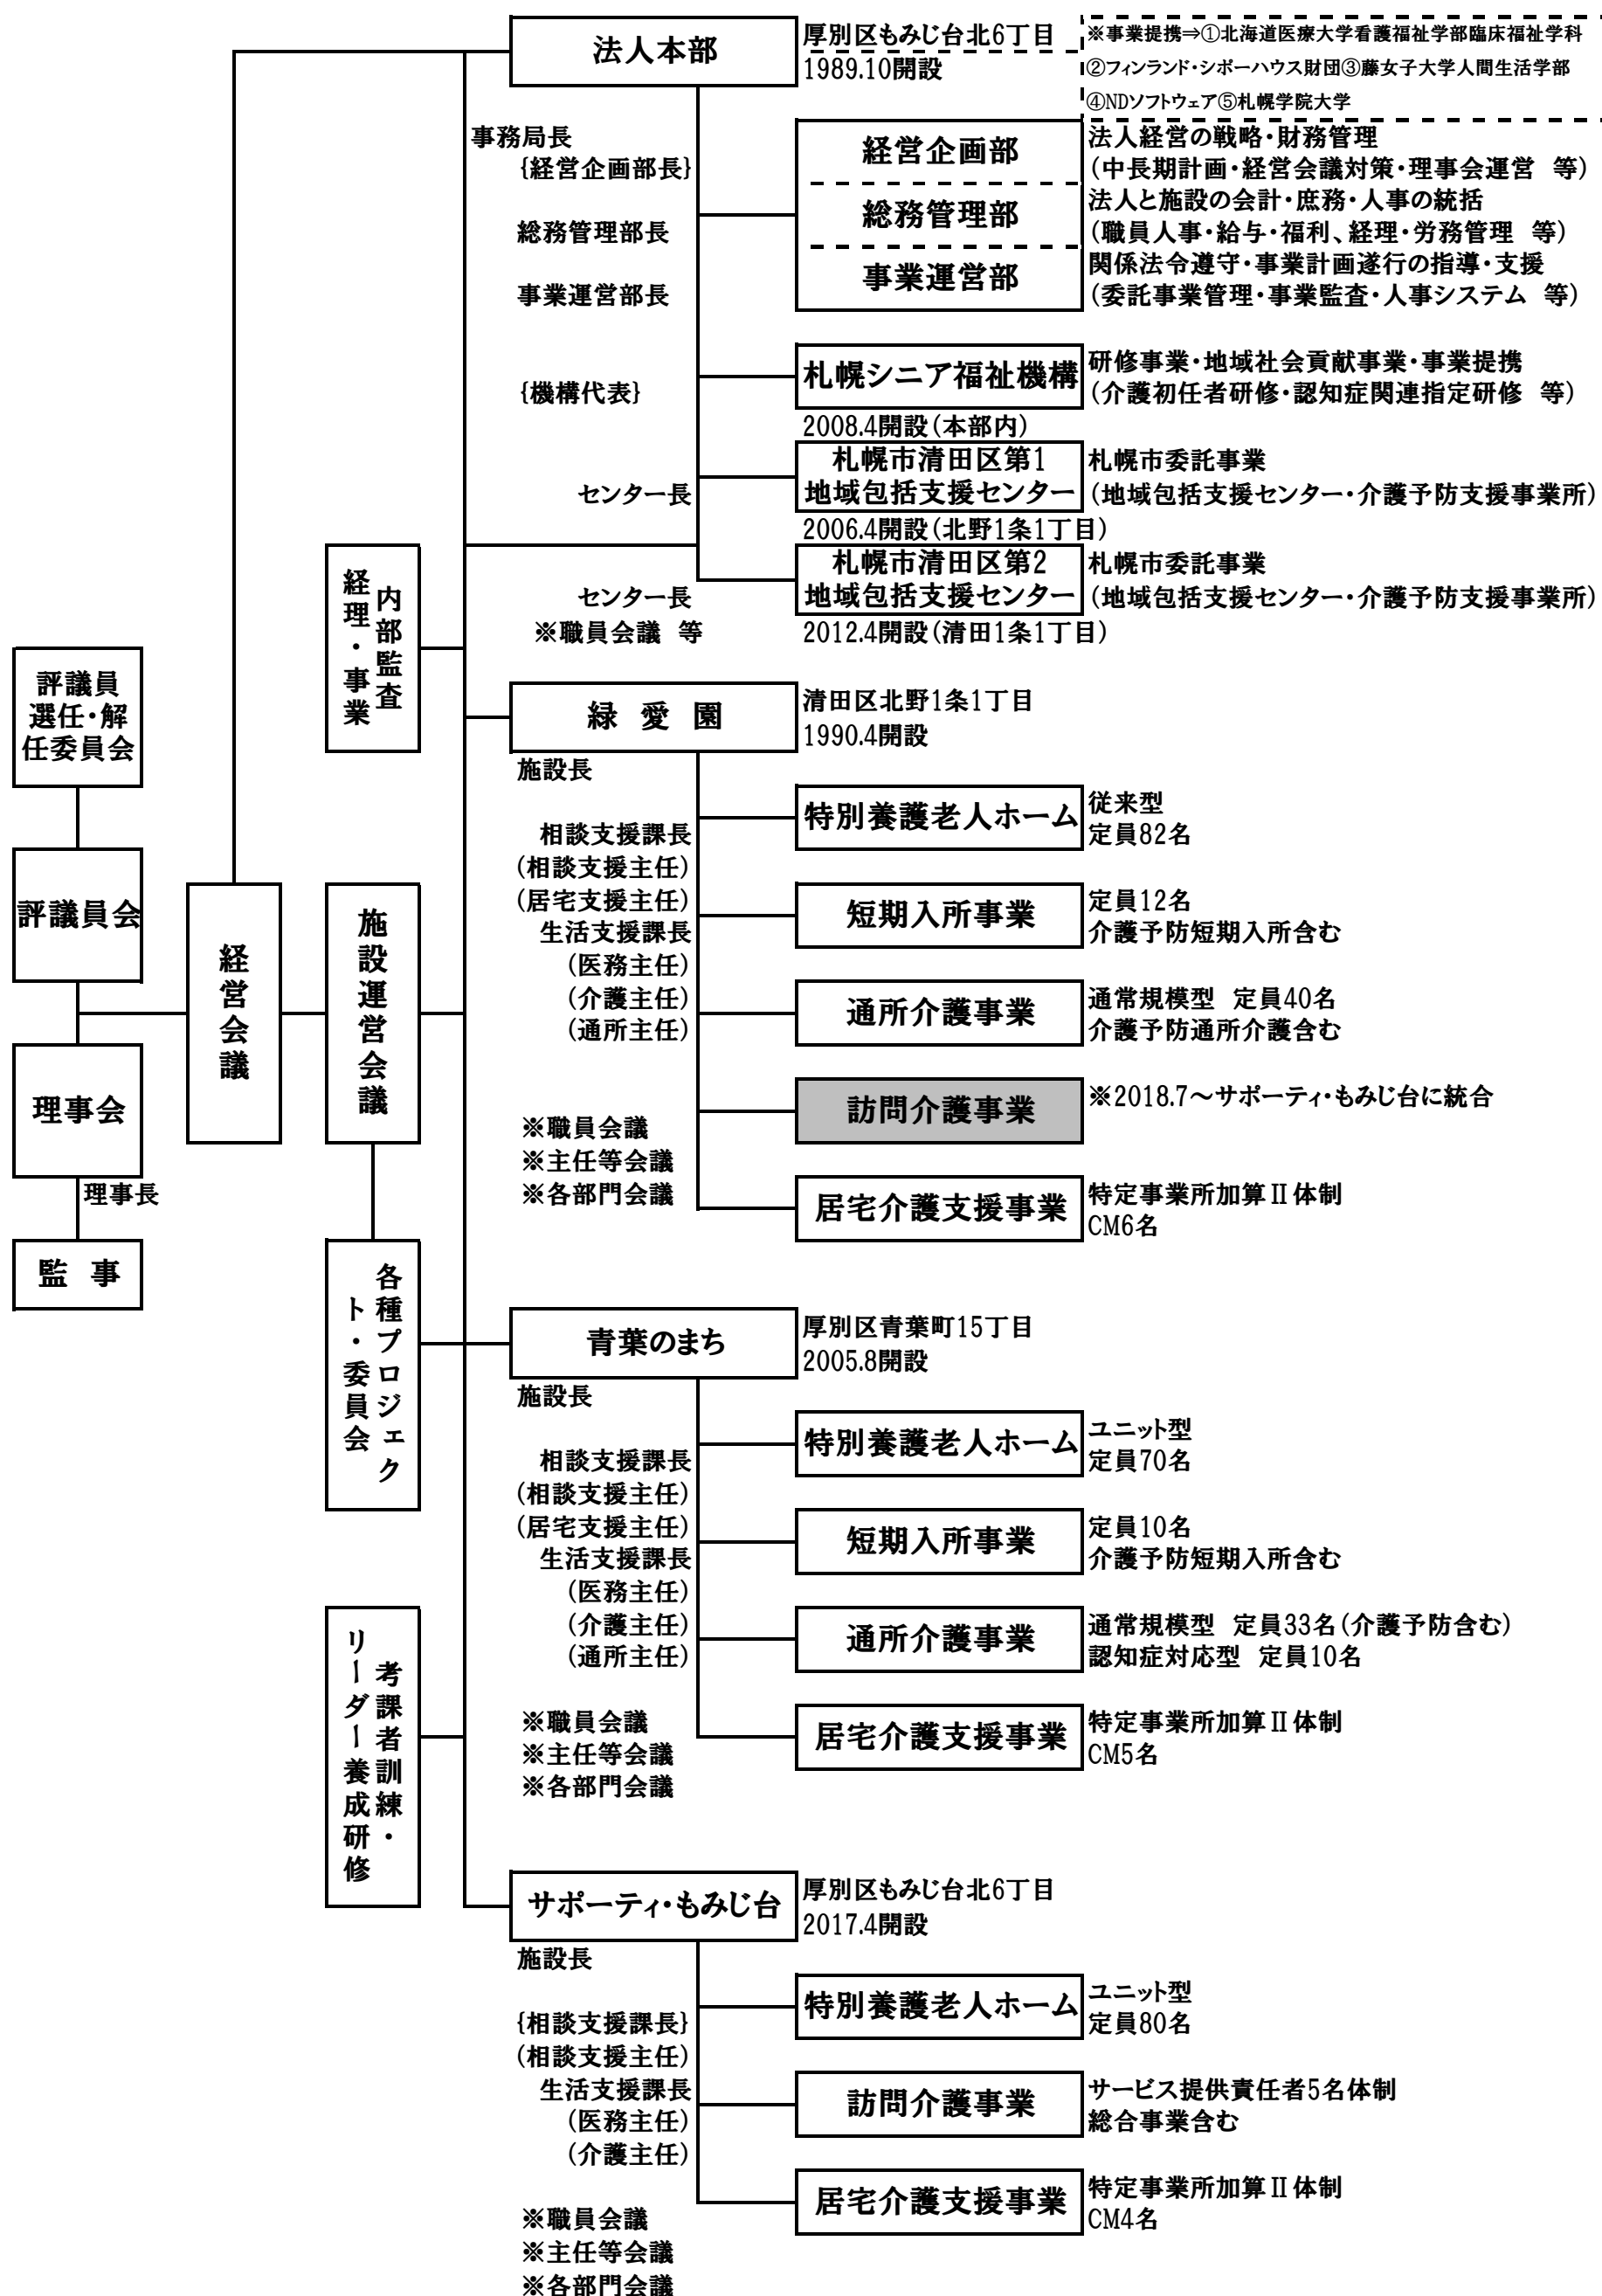 法人本部
厚別区もみじ台北6丁目
1989.10開設
※事業提携⇒①北海道医療大学看護福祉学部臨床福祉学科
②フィンランド・シポーハウス財団③藤女子大学人間生活学部
④NDソフトウェア⑤札幌学院大学
事務局長
{経営企画部長}
総務管理部長
事業運営部長
経営企画部
総務管理部
事業運営部
法人経営の戦略・財務管理
(中長期計画・経営会議対策・理事会運営 等)
法人と施設の会計・庶務・人事の統括
(職員人事・給与・福利、経理・労務管理 等)
関係法令遵守・事業計画遂行の指導・支援
(委託事業管理・事業監査・人事システム 等)
{機構代表}
札幌シニア福祉機構
研修事業・地域社会貢献事業・事業提携
(介護初任者研修・認知症関連指定研修 等)
2008.4開設(本部内)
センター長
札幌市清田区第1
地域包括支援センター
札幌市委託事業
(地域包括支援センター・介護予防支援事業所)
2006.4開設(北野1条1丁目)
センター長
※職員会議 等
札幌市清田区第2
地域包括支援センター
札幌市委託事業
(地域包括支援センター・介護予防支援事業所)
2012.4開設(清田1条1丁目)
内部監査
経理・事業
評議員
選任・解
任委員会
評議員会
理事会
理事長
監 事
経営会議
施設運営会議
各種プロジェク
ト・委員会
考課者訓練・
リーダー養成研修
緑 愛 園
清田区北野1条1丁目
1990.4開設
施設長
相談支援課長
(相談支援主任)
(居宅支援主任)
生活支援課長
(医務主任)
(介護主任)
(通所主任)
※職員会議
※主任等会議
※各部門会議
特別養護老人ホーム
従来型
定員82名
短期入所事業
定員12名
介護予防短期入所含む
通所介護事業
通常規模型 定員40名
介護予防通所介護含む
訪問介護事業
※2018.7~サポーティ・もみじ台に統合
居宅介護支援事業
特定事業所加算Ⅱ体制
CM6名
青葉のまち
厚別区青葉町15丁目
2005.8開設
施設長
相談支援課長
(相談支援主任)
(居宅支援主任)
生活支援課長
(医務主任)
(介護主任)
(通所主任)
※職員会議
※主任等会議
※各部門会議
特別養護老人ホーム
ユニット型
定員70名
短期入所事業
定員10名
介護予防短期入所含む
通所介護事業
通常規模型 定員33名(介護予防含む)
認知症対応型 定員10名
居宅介護支援事業
特定事業所加算Ⅱ体制
CM5名
サポーティ・もみじ台
厚別区もみじ台北6丁目
2017.4開設
施設長
{相談支援課長}
(相談支援主任)
生活支援課長
(医務主任)
(介護主任)
※職員会議
※主任等会議
※各部門会議
特別養護老人ホーム
ユニット型
定員80名
訪問介護事業
サービス提供責任者5名体制
総合事業含む
居宅介護支援事業
特定事業所加算Ⅱ体制
CM4名